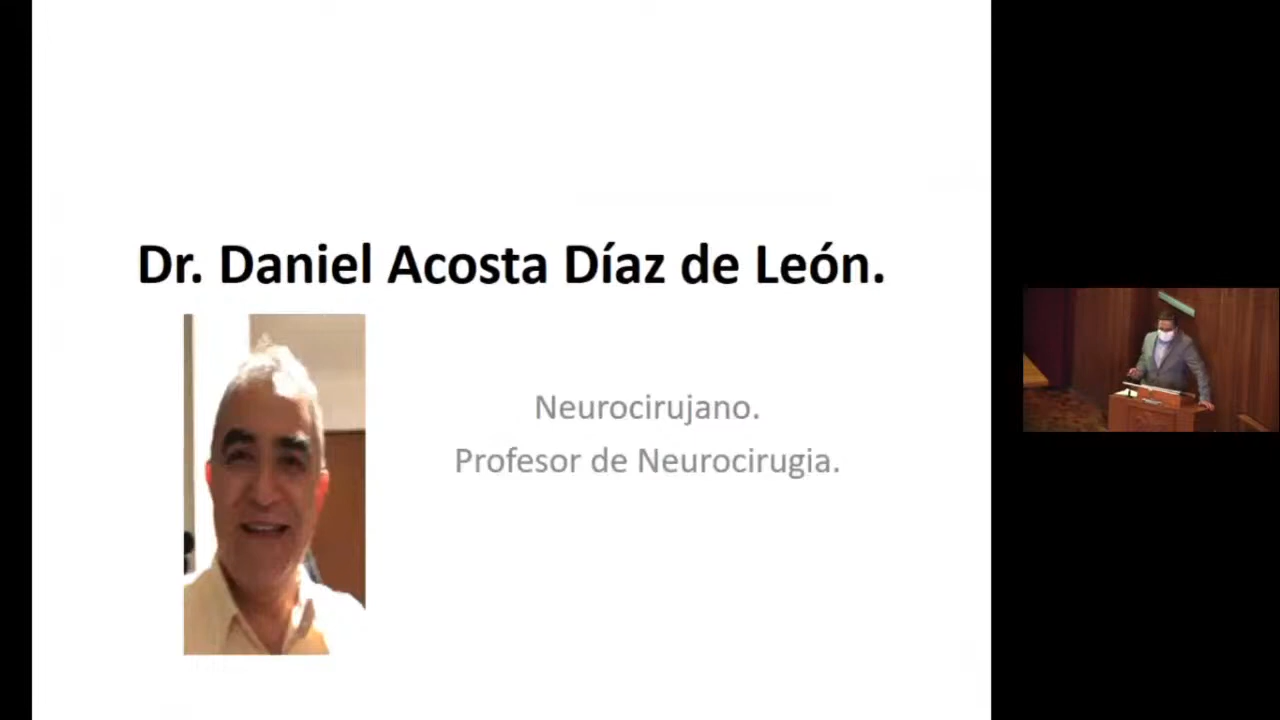 Dr. Daniel Acosta Díaz de León.
Neurocirujano.
Profesor de Neurocirugia.